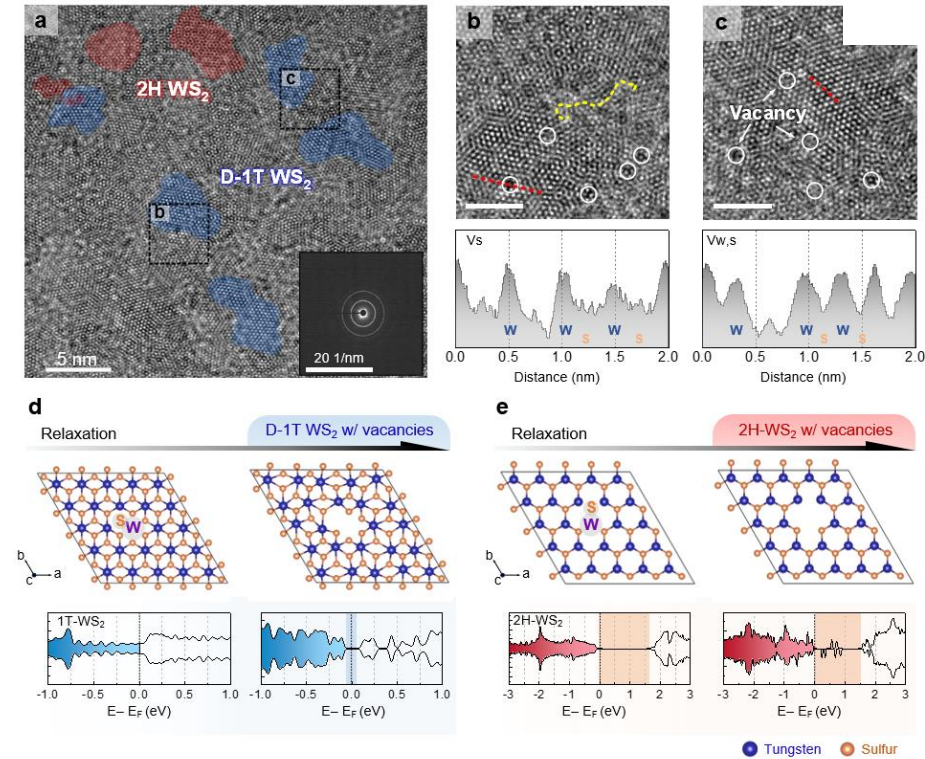 a
2H WS2
c
D-1T WS2
b
5 nm
20 1/nm
b
c
Vacancy
Vs
W W W
S S
0.0 0.5 1.0 1.5 2.0
Distance (nm)
Vw,s
W W W
S S
0.0 0.5 1.0 1.5 2.0
Distance (nm)
d
Relaxation
D-1T WS2 w/ vacancies
S
W
b
c a
1T-WS2
-1.0 -0.5 0.0 0.5 1.0
E– EF (eV)
-1.0 -0.5 0.0 0.5 1.0
E– EF (eV)
e
Relaxation
2H-WS2 w/ vacancies
S
W
b
c a
2H-WS2
-3 -2 -1 0 1 2 3
E– EF (eV)
-3 -2 -1 0 1 2 3
E– EF (eV)
Tungsten Sulfur